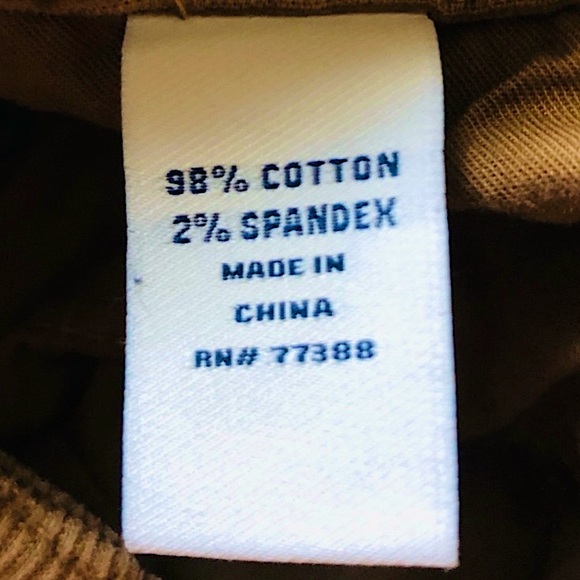 98% COTTON
2% SPANDEX
MADE IN
CHINA
RN# 77388